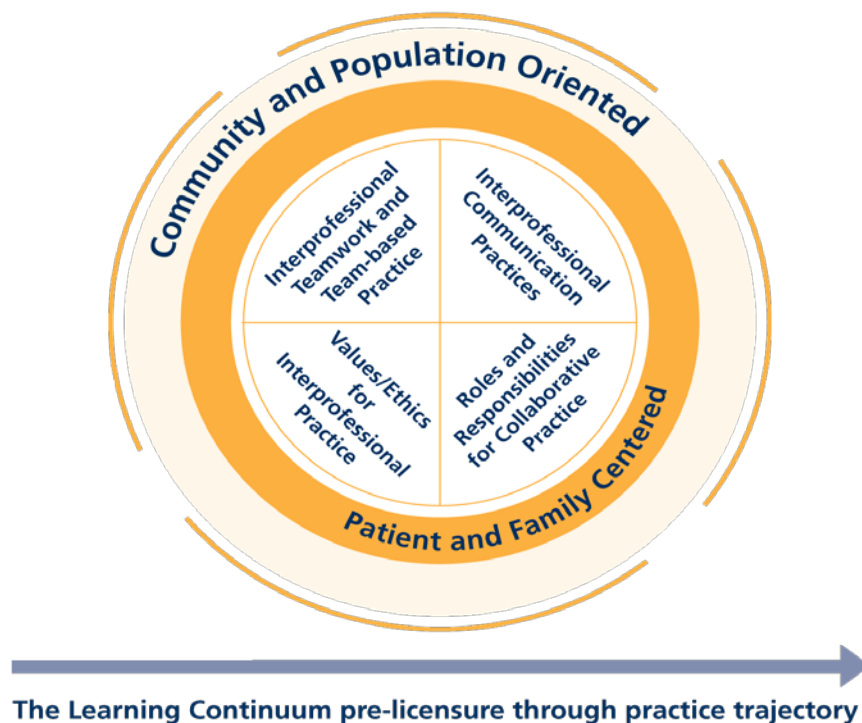 Community and Population Oriented
Interprofessional
Teamwork and
Team-based
Practice
Interprofessional
Communication
Practices
Values/Ethics
for
Interprofessional
Practice
Roles and
Responsibilities
for Collaborative
Practice
Patient and Family Centered
The Learning Continuum pre-licensure through practice trajectory